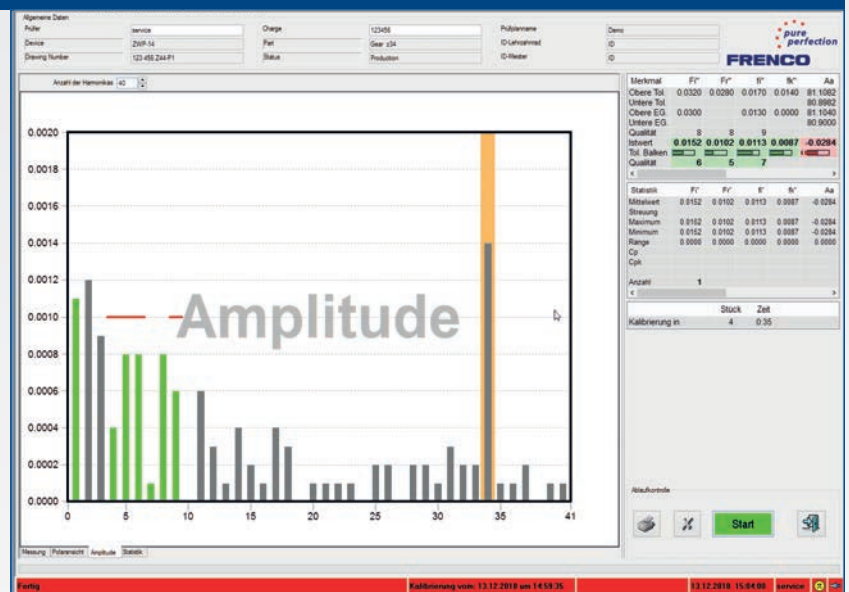 Allgemeine Daten
Prüfer service Charge 123456 Prüfplanname Demo
Device ZWP-14 Part Gear z34 ID-Lehrzahnrad ID
Drawing Number 123 456 Z44-P1 Status Production ID-Meister ID
pure perfection
FRENCO
Anzahl der Harmonikas 40
Merkmal Fi" Fr" fi" fk" Aa
Obere Tol. 0.0320 0.0280 0.0170 0.0140 81.1082
Untere Tol. 80.8982
Obere EG. 0.0300 0.0130 0.0000 81.1040
Untere EG. 80.9000
Qualität 8 8 9
Istwert 0.0152 0.0102 0.0113 0.0087 -0.0284
Tol. Balken
Qualität 6 5 7
Statistik Fi" Fr" fi" fk" Aa
Mittelwert 0.0152 0.0102 0.0113 0.0087 -0.0284
Streuung
Maximum 0.0152 0.0102 0.0113 0.0087 -0.0284
Minimum 0.0152 0.0102 0.0113 0.0087 -0.0284
Range 0.0000 0.0000 0.0000 0.0000 0.0000
Cp
Cpk
Anzahl 1
Stück Zeit
Kalibrierung in 4 0:35
0.0020
0.0018
0.0016
0.0014
0.0012
0.0010
0.0008
0.0006
0.0004
0.0002
0.0000
Amplitude
0 5 10 15 20 25 30 35 41
Ablaufkontrolle
Start
Messung Polaransicht Amplitude Statistik
Fertig Kalibrierung vom: 13.12.2018 um 14:59:35 13.12.2018 15:04:00 service